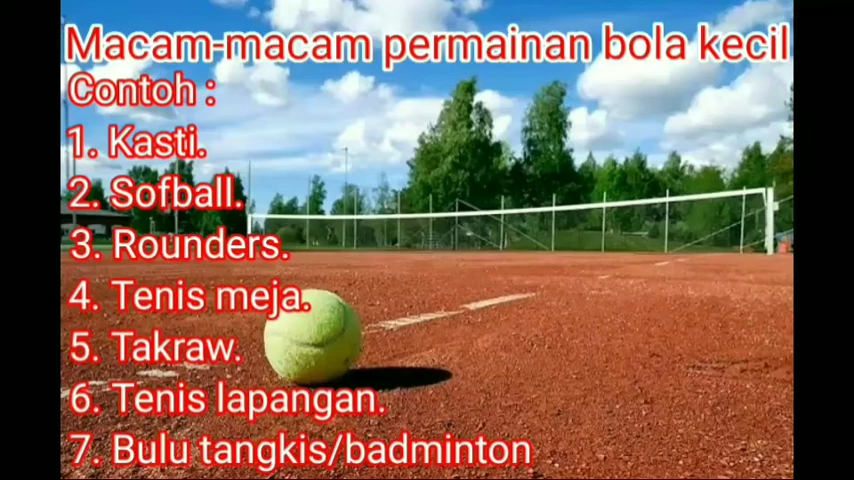 Macam-macam permainan bola kecil
Contoh :
1. Kasti.
2. Sofball.
3. Rounders.
4. Tenis meja.
5. Takraw.
6. Tenis lapangan.
7. Bulu tangkis/badminton